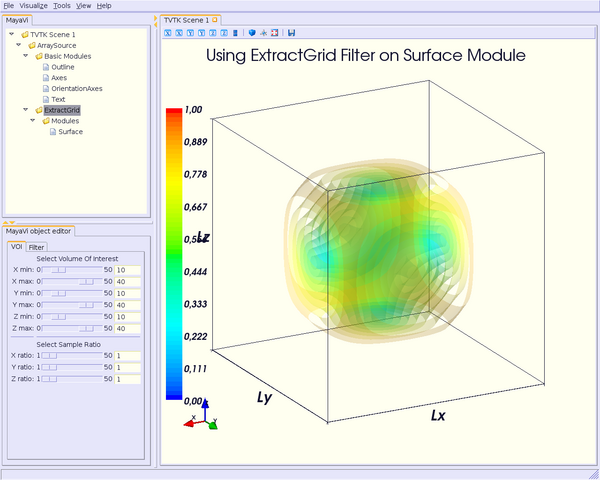 File Visualize Tools View Help
MayaVi
TVTK Scene 1
ArraySource
Basic Modules
Outline
Axes
OrientationAxes
Text
ExtractGrid
Modules
Surface
MayaVi object editor
VOI Filter
Select Volume Of Interest
X min: 0 50 10
X max: 0 50 40
Y min: 0 50 10
Y max: 0 50 40
Z min: 0 50 10
Z max: 0 50 40
Select Sample Ratio
X ratio: 1 50 1
Y ratio: 1 50 1
Z ratio: 1 50 1
TVTK Scene 1
Using ExtractGrid Filter on Surface Module
1,00
0,889
0,778
0,667
Lz
0,444
0,333
0,222
0,111
0,00
Ly
Lx
X
Y
Z